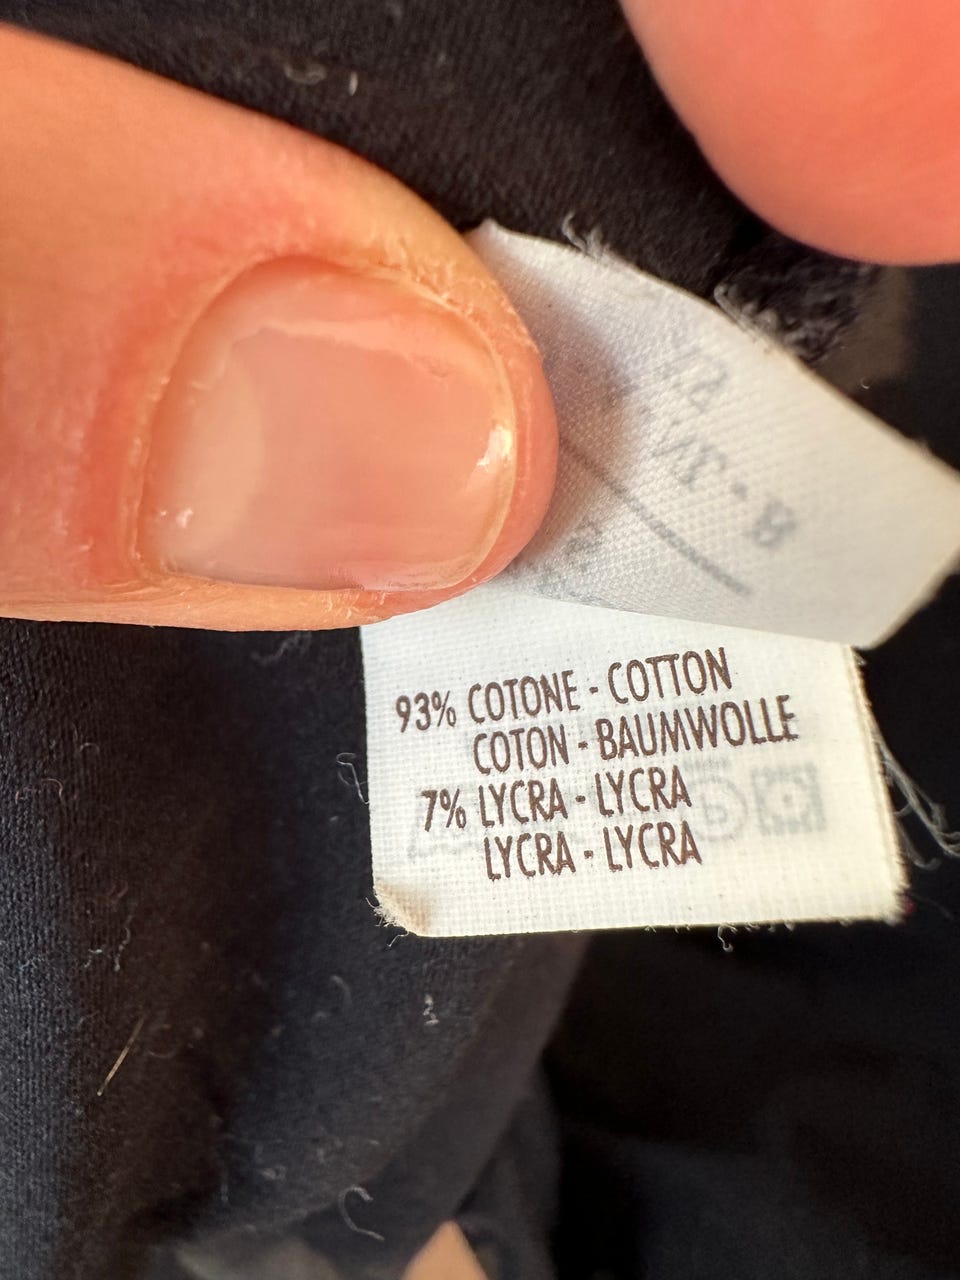 93% COTONE - COTTON
COTON - BAUMWOLLE
7% LYCRA - LYCRA
LYCRA - LYCRA